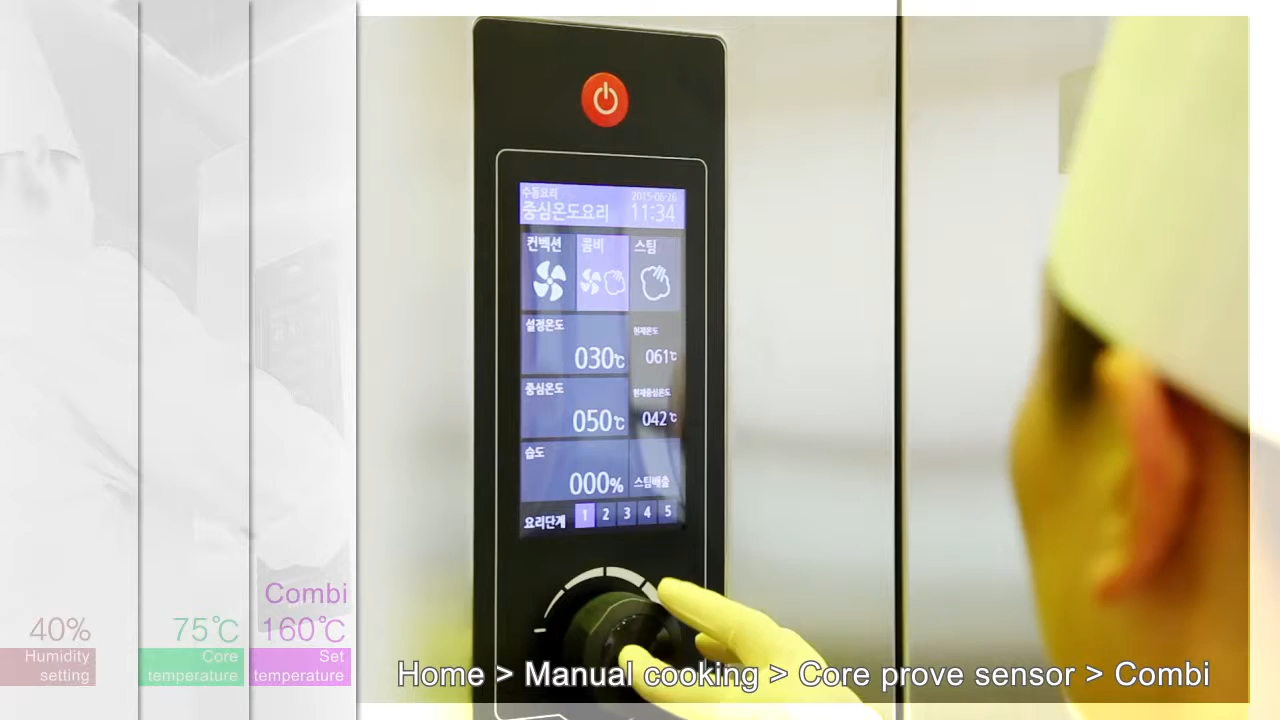 수동요리
2015-06-26
중심온도요리
11:34
컨벡션
콤비
스팀
설정온도
현재온도
030℃
061℃
중심온도
현재중심온도
050℃
042℃
습도
000%
스팀배출
요리단계
1 2 3 4 5
Combi
40%
75℃
160℃
Humidity
setting
Core
temperature
Set
temperature
Home > Manual cooking > Core prove sensor > Combi